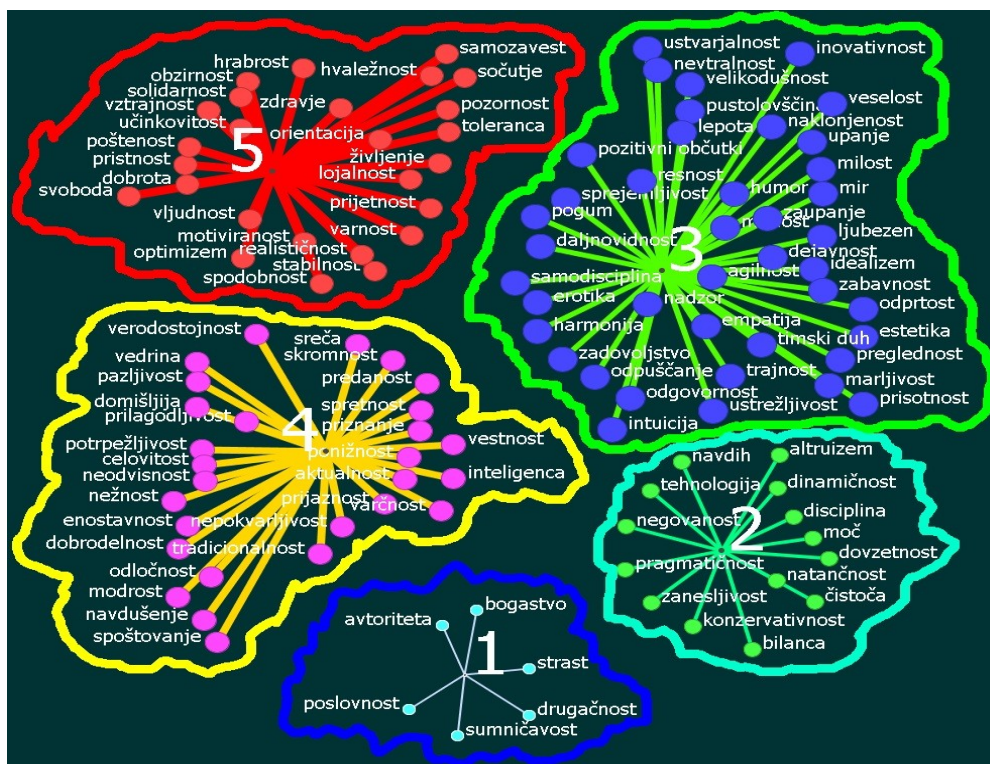 hrabrost
hvaležnost
samozavest
obzirnost
sočutje
solidarnost
vztrajnost
zdravje
pozornost
učinkovitost
orientacija
toleranca
poštenost
5
pristnost
življenje
dobrota
lojalnost
svoboda
prijetnost
vljudnost
varnost
motiviranost
optimizem
realističnost
stabilnost
spodobnost
ustvarjalnost
inovativnost
nevtralnost
velikodušnost
pustolovščina
veselost
lepota
naklonjenost
upanje
pozitivni občutki
milost
resnost
humor
mir
sprejemljivost
pogum
zaupanje
daljnovidnost
3
ljubezen
dejavnost
idealizem
samodisciplina
agilnost
zabavnost
erotika
nadzor
odprtost
harmonija
empatija
estetika
timski duh
zadovoljstvo
preglednost
odpuščanje
trajnost
marljivost
odgovornost
prisotnost
ustrežljivost
intuicija
verodostojnost
sreča
skromnost
vedrina
pazljivost
predanost
domišljija
prilagodljivost
spretnost
4
priznanje
potrpežljivost
ponižnost
vestnost
celovitost
neodvisnost
aktualnost
inteligenca
nežnost
prijaznost
varčnost
enostavnost
nepokvarljivost
dobrodelnost
tradicionalnost
odločnost
modrost
navdušenje
spoštovanje
navdih
altruizem
tehnologija
dinamičnost
negovanost
2
disciplina
moč
pragmatičnost
dovzetnost
natančnost
zanesljivost
čistoča
konzervativnost
bilanca
bogastvo
avtoriteta
1
strast
poslovnost
drugačnost
sumničavost